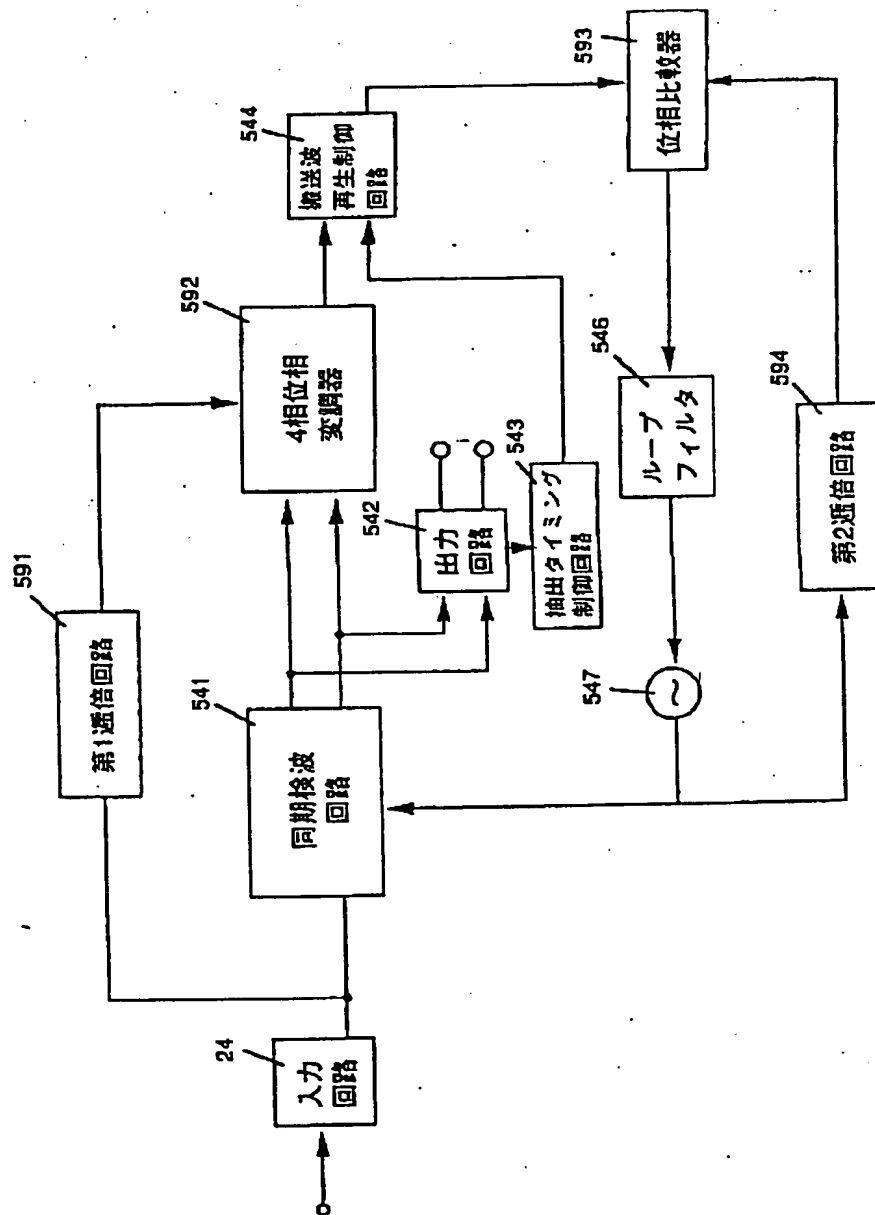 24
入力
回路
591
第1逓倍回路
541
同期検波
回路
592
4相位相
変調器
542
出力
回路
543
抽出タイミング
制御回路
544
搬送波
再生制御
回路
593
位相比較器
546
ループ
フィルタ
547
~
594
第2逓倍回路